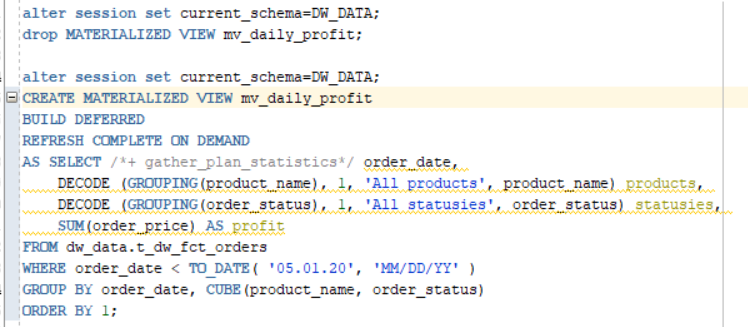 alter session set current_schema=DW_DATA;
drop MATERIALIZED VIEW mv_daily_profit;
alter session set current_schema=DW_DATA;
CREATE MATERIALIZED VIEW mv_daily_profit
BUILD DEFERRED
REFRESH COMPLETE ON DEMAND
AS SELECT /*+ gather_plan_statistics*/ order_date,
DECODE (GROUPING(product_name), 1, 'All products', product_name) products,
DECODE (GROUPING(order_status), 1, 'All statusies', order_status) statusies,
SUM(order_price) AS profit
FROM dw_data.t_dw_fct_orders
WHERE order_date < TO_DATE( '05.01.20', 'MM/DD/YY' )
GROUP BY order_date, CUBE(product_name, order_status)
ORDER BY 1;